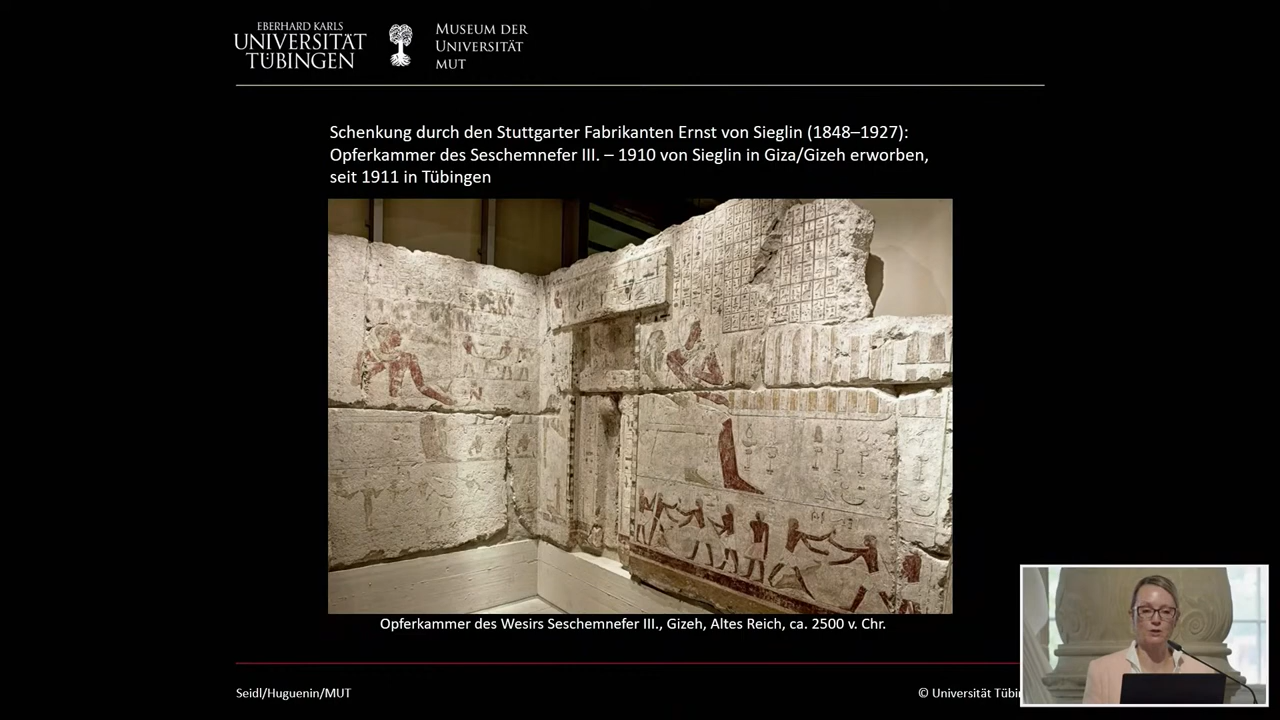 EBERHARD KARLS
UNIVERSITÄT
TÜBINGEN
MUSEUM DER
UNIVERSITÄT
MUT
Schenkung durch den Stuttgarter Fabrikanten Ernst von Sieglin (1848–1927):
Opferkammer des Seschemnefer III. – 1910 von Sieglin in Giza/Gizeh erworben,
seit 1911 in Tübingen
Opferkammer des Wesirs Seschemnefer III., Gizeh, Altes Reich, ca. 2500 v. Chr.
Seidl/Huguenin/MUT
© Universität